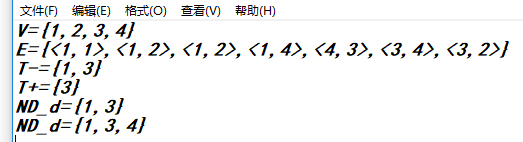 文件(F) 编辑(E) 格式(O) 查看(V) 帮助(H)
V={1, 2, 3, 4}
E={<1, 1>, <1, 2>, <1, 2>, <1, 4>, <4, 3>, <3, 4>, <3, 2>}
T-={1, 3}
T+={3}
ND_d={1, 3}
ND_d={1, 3, 4}